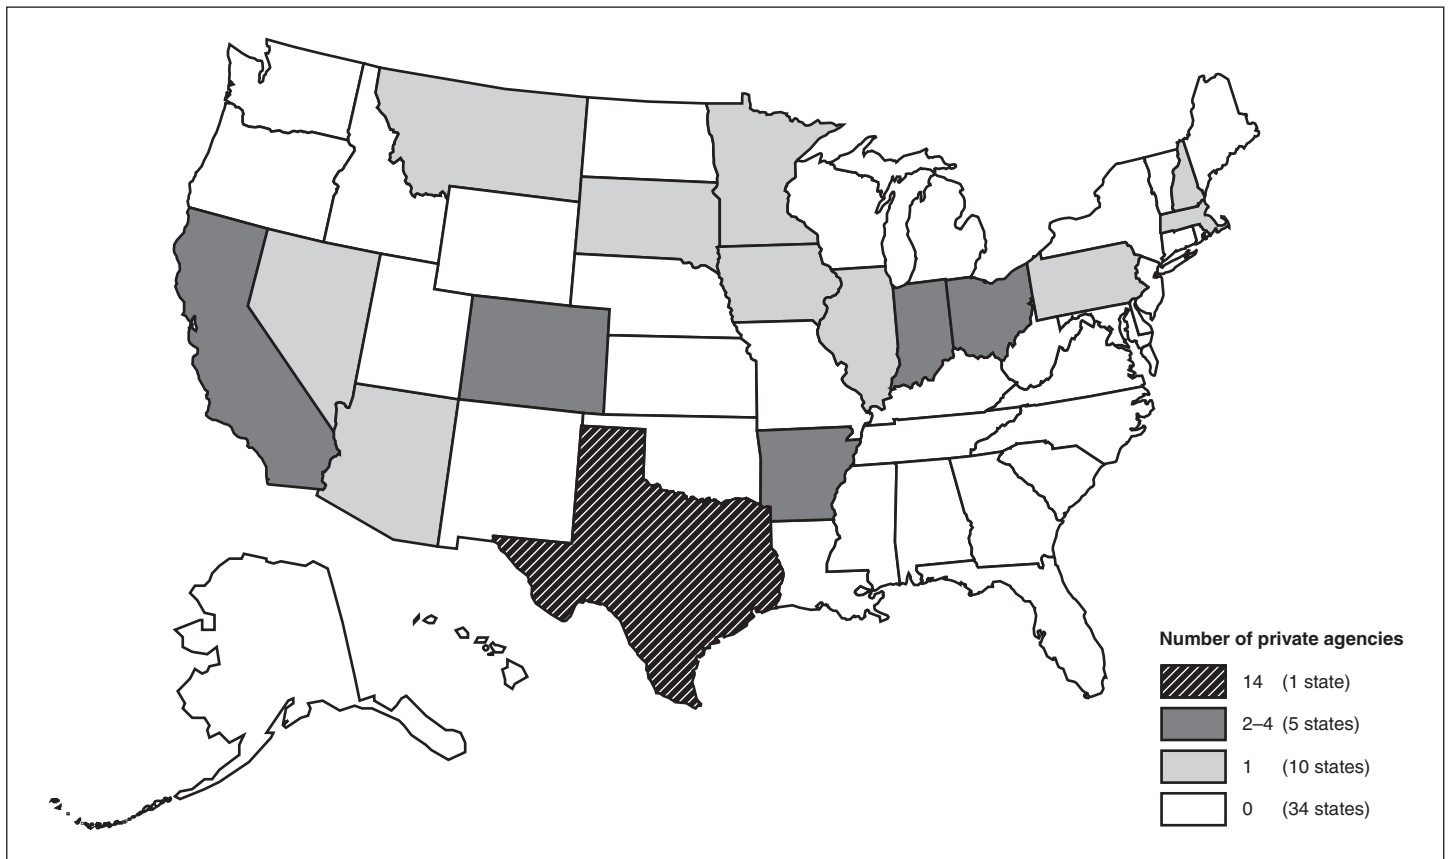 Number of private agencies
14 (1 state)
2–4 (5 states)
1 (10 states)
0 (34 states)